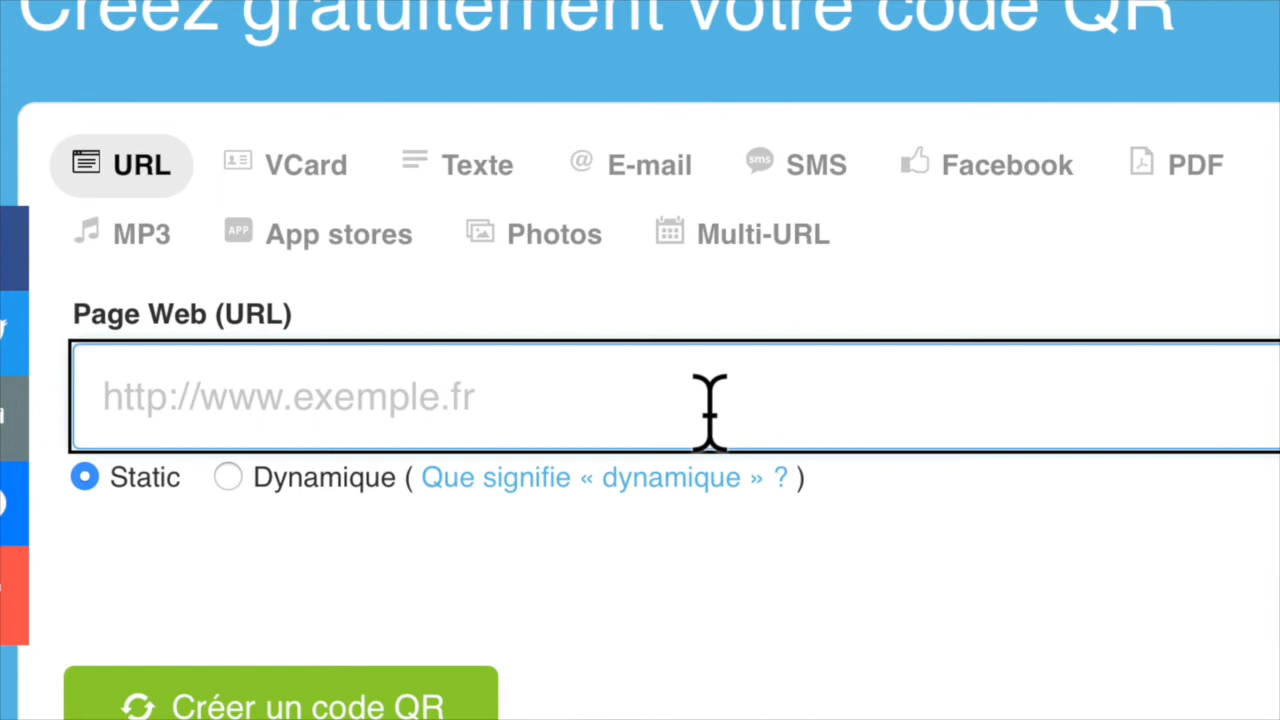 Créez gratuitement votre code QR
URL VCard Texte E-mail SMS Facebook PDF
MP3 App stores Photos Multi-URL
Page Web (URL)
http://www.exemple.fr
Static Dynamique ( Que signifie « dynamique » ? )
Créer un code QR